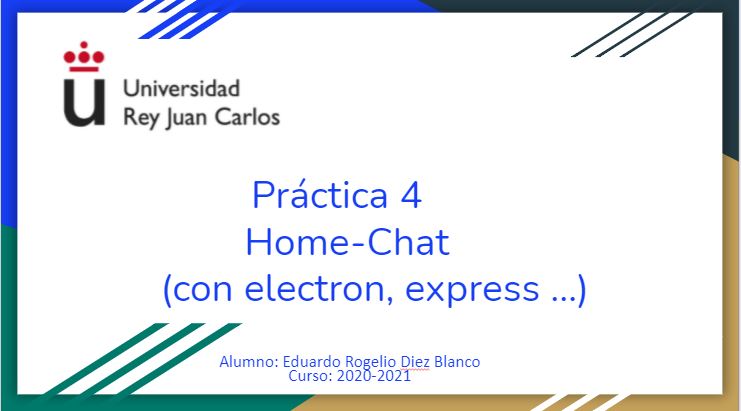 Universidad
Rey Juan Carlos
Práctica 4
Home-Chat
(con electron, express ...)
Alumno: Eduardo Rogelio Diez Blanco
Curso: 2020-2021